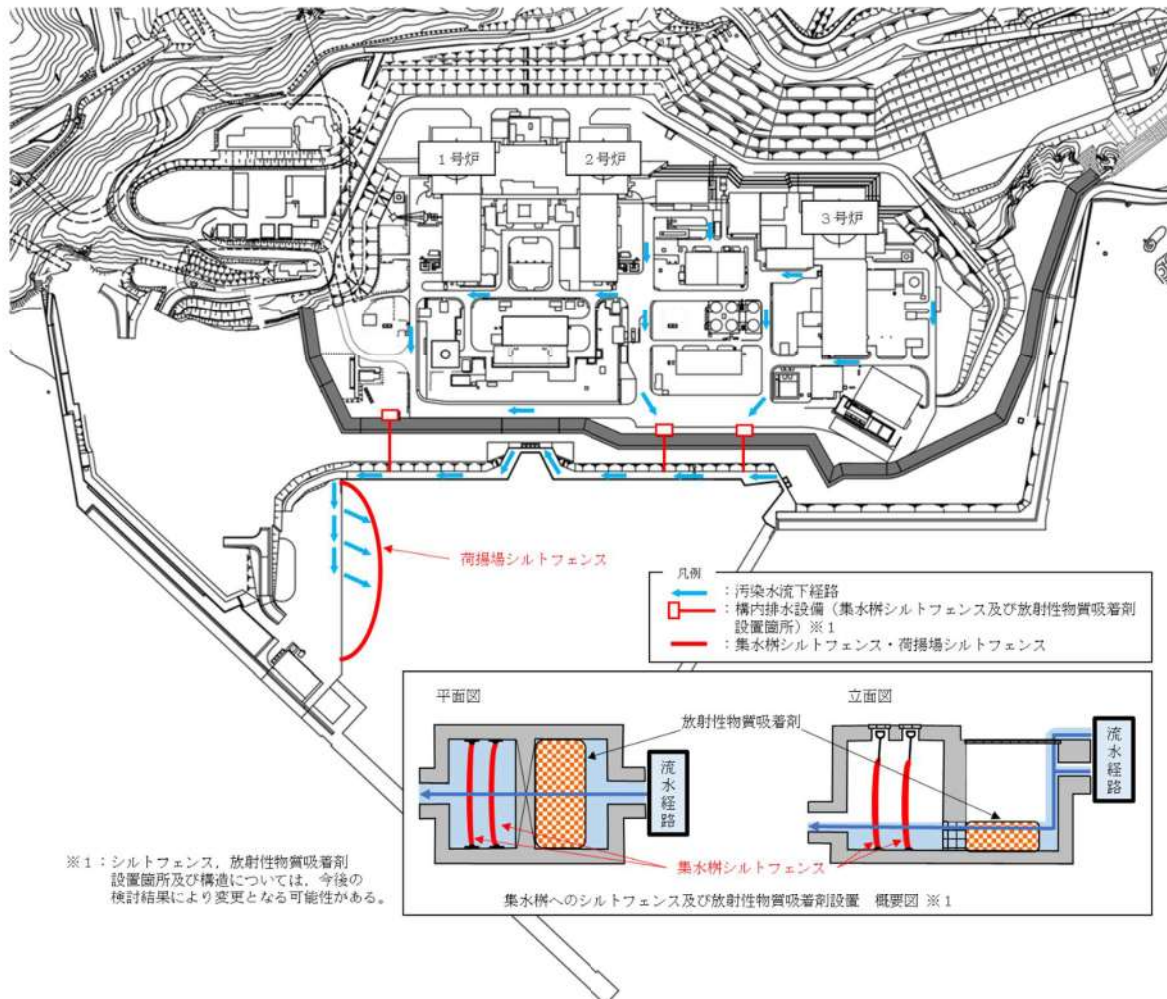 1号炉
2号炉
3号炉
荷揚場シルトフェンス
凡例
：汚染水流下経路
：構内排水設備（集水桝シルトフェンス及び放射性物質吸着剤
設置箇所）※1
：集水桝シルトフェンス・荷揚場シルトフェンス
平面図
立面図
放射性物質吸着剤
流水経路
流水経路
集水桝シルトフェンス
集水桝へのシルトフェンス及び放射性物質吸着剤設置　概要図 ※1
※1：シルトフェンス，放射性物質吸着剤
設置箇所及び構造については，今後の
検討結果により変更となる可能性がある。